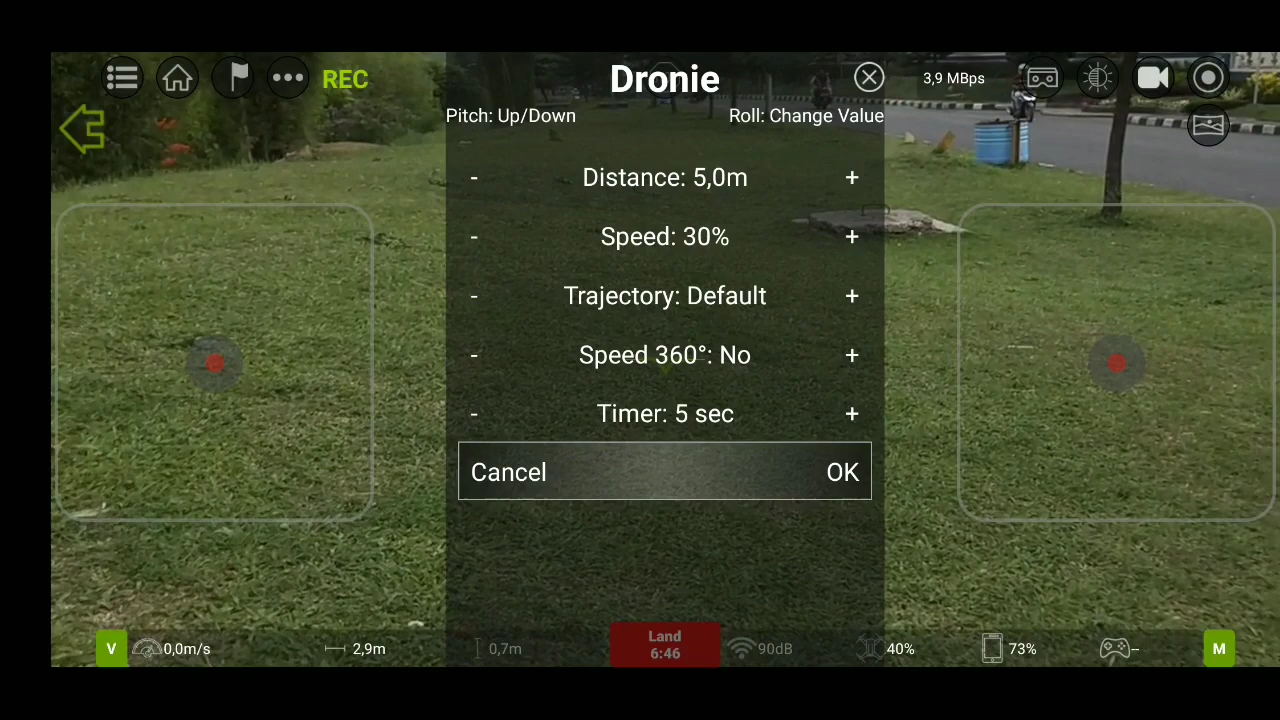 REC
Dronie
3,9 MBps
Pitch: Up/Down
Roll: Change Value
- Distance: 5,0m +
- Speed: 30% +
- Trajectory: Default +
- Speed 360°: No +
- Timer: 5 sec +
Cancel OK
V 0,0m/s 2,9m 0,7m Land 90dB 40% 73% -- M
6:46